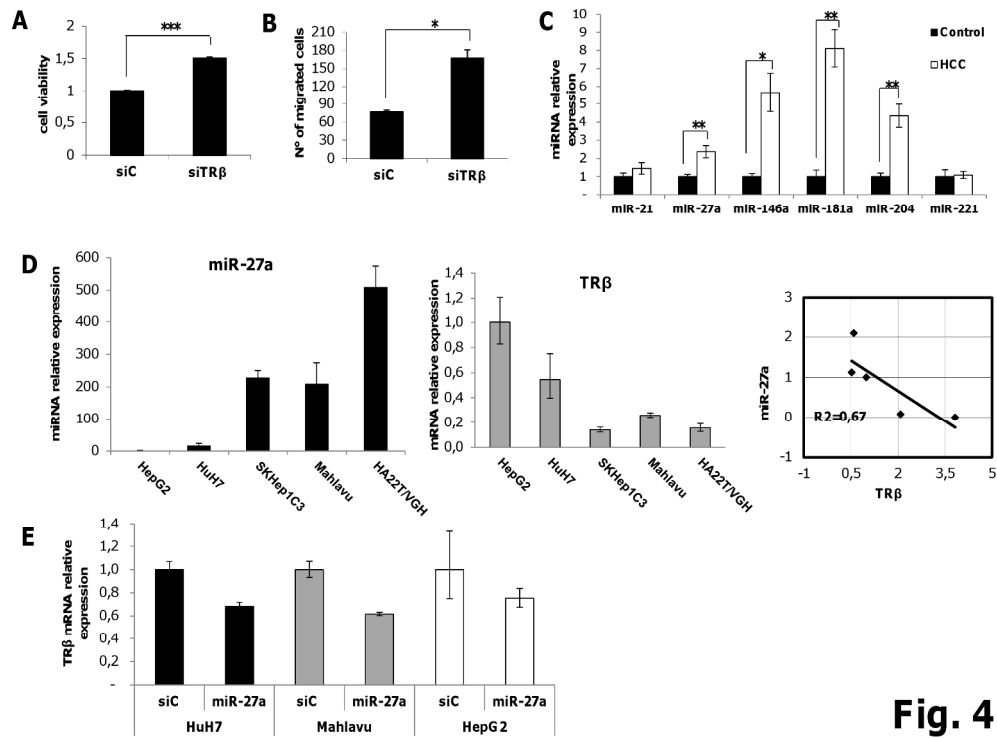 A
cell viability
2
1,5
1
0,5
0
***
siC
siTRβ
B
N° of migrated cells
210
180
150
120
90
60
30
0
*
siC
siTRβ
C
miRNA relative
expression
10
9
8
7
6
5
4
3
2
1
-
**
*
**
**
Control
HCC
miR-21
miR-27a
miR-146a
miR-181a
miR-204
miR-221
D
miR-27a
miRNA relative expression
600
500
400
300
200
100
0
HepG2
HuH7
SKHep1C3
Mahlavu
HA22T/VGH
TRβ
mRNA relative expression
1,4
1,2
1,0
0,8
0,6
0,4
0,2
0,0
HepG2
HuH7
SKHep1C3
Mahlavu
HA22T/VGH
miR-27a
3
2
1
0
-1
R2=0,67
-1
0,5
2
3,5
5
TRβ
E
TRβ mRNA relative
expression
1,4
1,2
1,0
0,8
0,6
0,4
0,2
-
siC
miR-27a
siC
miR-27a
siC
miR-27a
HuH7
Mahlavu
HepG2
Fig. 4